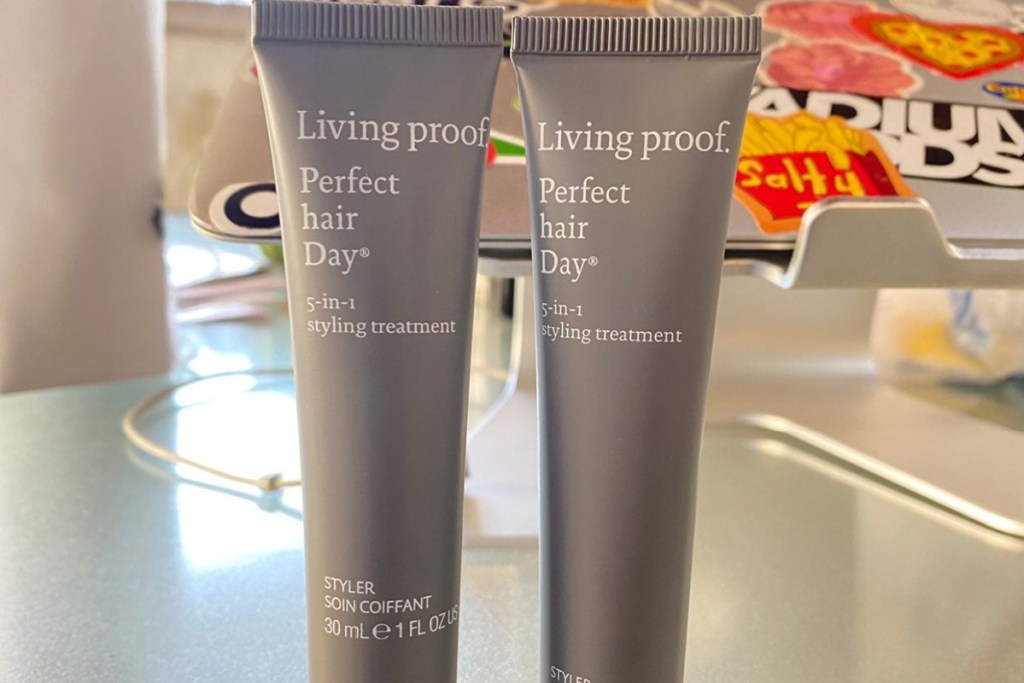 Living proof.
Perfect
hair
Day®
5-in-1
styling treatment
STYLER
SOIN COIFFANT
30 mL ℮ 1 FL OZ US
Living proof.
Perfect
hair
Day®
5-in-1
styling treatment
STYLER
Salty